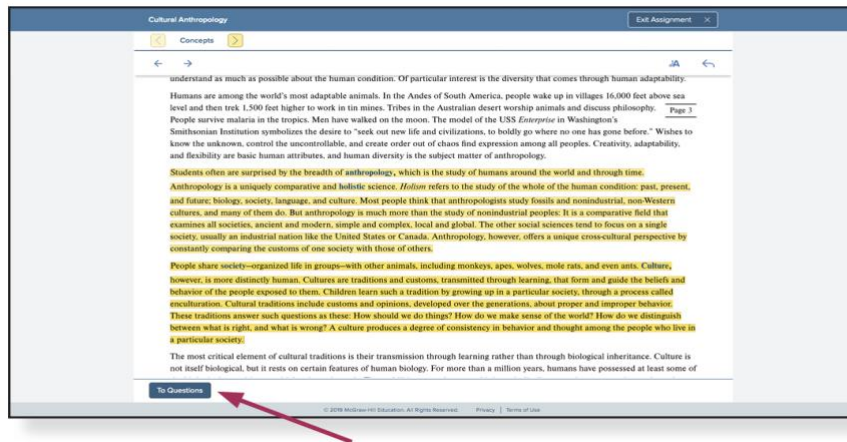 Cultural Anthropology
Exit Assignment
Concepts
understand as much as possible about the human condition. Of particular interest is the diversity that comes through human adaptability.
Humans are among the world's most adaptable animals. In the Andes of South America, people wake up in villages 16,000 feet above sea
level and then trek 1,500 feet higher to work in tin mines. Tribes in the Australian desert worship animals and discuss philosophy.
Page 3
People survive malaria in the tropics. Men have walked on the moon. The model of the USS Enterprise in Washington's
Smithsonian Institution symbolizes the desire to "seek out new life and civilizations, to boldly go where no one has gone before." Wishes to
know the unknown, control the uncontrollable, and create order out of chaos find expression among all peoples. Creativity, adaptability,
and flexibility are basic human attributes, and human diversity is the subject matter of anthropology.
Students often are surprised by the breadth of anthropology, which is the study of humans around the world and through time.
Anthropology is a uniquely comparative and holistic science. Holism refers to the study of the whole of the human condition: past, present,
and future; biology, society, language, and culture. Most people think that anthropologists study fossils and nonindustrial, non-Western
cultures, and many of them do. But anthropology is much more than the study of nonindustrial peoples: It is a comparative field that
examines all societies, ancient and modern, simple and complex, local and global. The other social sciences tend to focus on a single
society, usually an industrial nation like the United States or Canada. Anthropology, however, offers a unique cross-cultural perspective by
constantly comparing the customs of one society with those of others.
People share society—organized life in groups—with other animals, including monkeys, apes, wolves, mole rats, and even ants. Culture,
however, is more distinctly human. Cultures are traditions and customs, transmitted through learning, that form and guide the beliefs and
behavior of the people exposed to them. Children learn such a tradition by growing up in a particular society, through a process called
enculturation. Cultural traditions include customs and opinions, developed over the generations, about proper and improper behavior.
These traditions answer such questions as these: How should we do things? How do we make sense of the world? How do we distinguish
between what is right, and what is wrong? A culture produces a degree of consistency in behavior and thought among the people who live in
a particular society.
The most critical element of cultural traditions is their transmission through learning rather than through biological inheritance. Culture is
not itself biological, but it rests on certain features of human biology. For more than a million years, humans have possessed at least some of
To Questions
© 2019 McGraw-Hill Education. All Rights Reserved. Privacy | Terms of Use